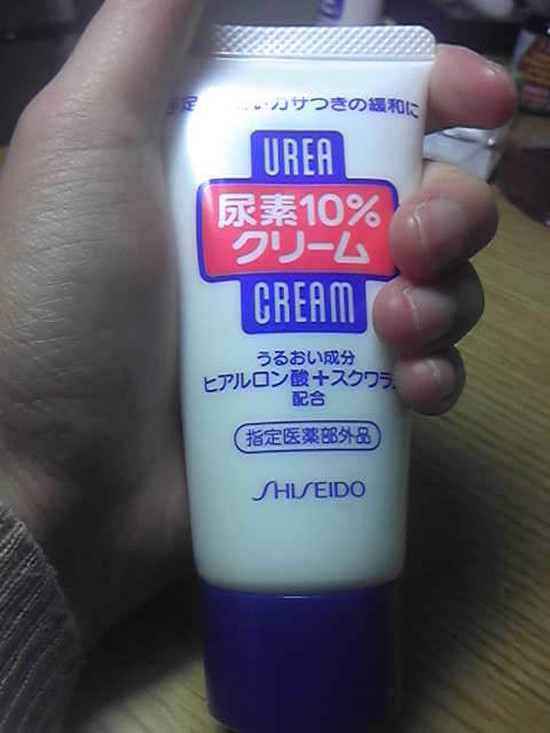 いカサつきの緩和に
UREA
尿素10%
クリーム
CREAM
うるおい成分
ヒアルロン酸+スクワラ
配合
指定医薬部外品
SHISEIDO